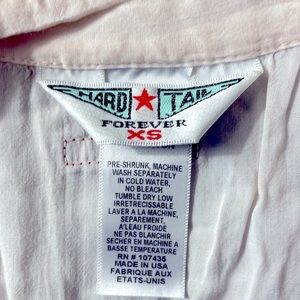 HARD ★ TAIL
FOREVER
XS
PRE-SHRUNK, MACHINE
WASH SEPARATELY
IN COLD WATER,
NO BLEACH
TUMBLE DRY LOW
IRRETRECISSABLE
LAVER A LA MACHINE,
SEPAREMENT,
A'LEAU FROIDE
NE PAS BLANCHIR
SECHER EN MACHINE A
BASSE TEMPERATURE
RN # 107435
MADE IN USA
FABRIQUE AUX
ETATS-UNIS